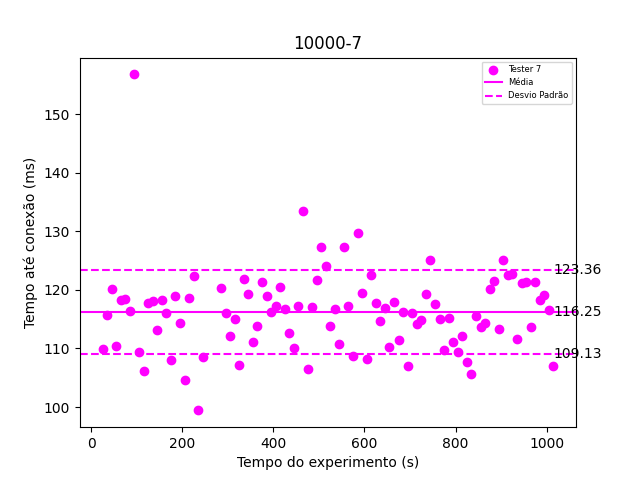 10000-7
Tester 7
Média
Desvio Padrão
Tempo até conexão (ms)
150
140
130
120
110
100
123.36
116.25
109.13
0 200 400 600 800 1000
Tempo do experimento (s)